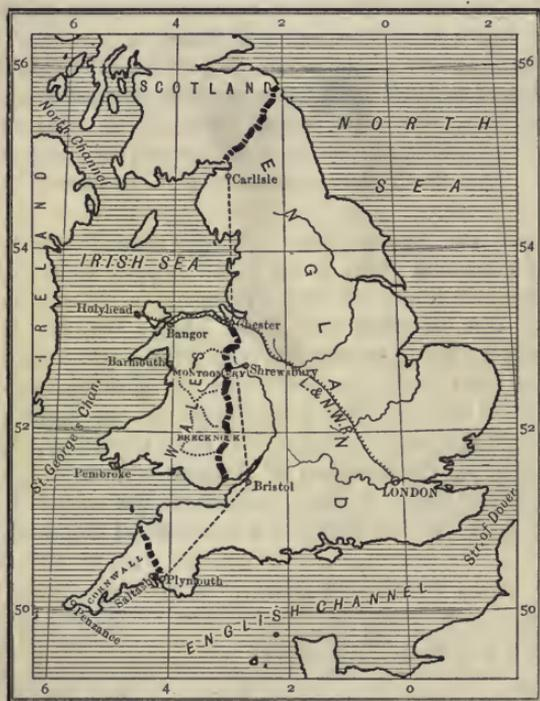 6 4 2 0 2
56 56
SCOTLAND
North Channel
NORTH
SEA
Carlisle
ENGLAND
IRELAND
54 54
IRISH SEA
Holyhead
Chester
Bangor
Barmouth
MONTGOMERY
Shrewsbury
WALES
L&N.W.RN
52 52
BRECKNOCK
St. George's Chan.
Pembroke
Bristol
LONDON
Str. of Dover
CORNWALL
Saltash
Plymouth
50 50
Penzance
ENGLISH CHANNEL
6 4 2 0